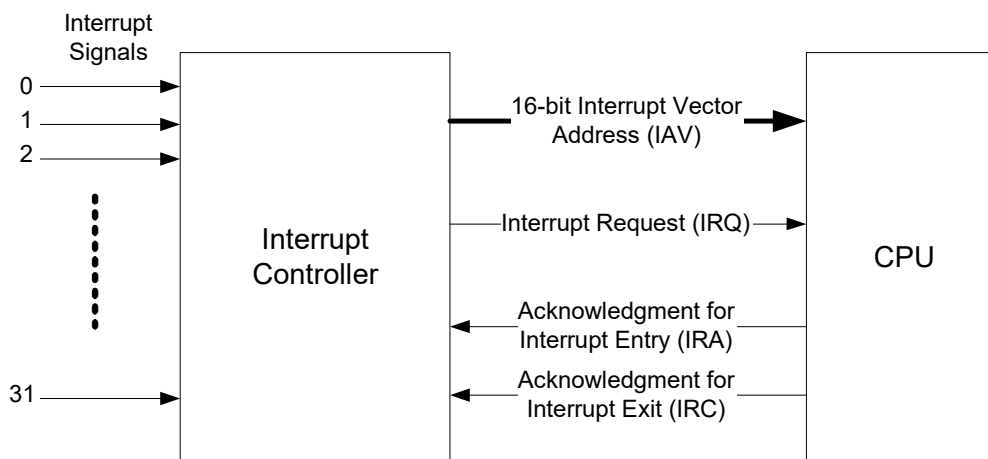 Interrupt
Signals
0
1
2
31
Interrupt
Controller
16-bit Interrupt Vector
Address (IAV)
Interrupt Request (IRQ)
Acknowledgment for
Interrupt Entry (IRA)
Acknowledgment for
Interrupt Exit (IRC)
CPU